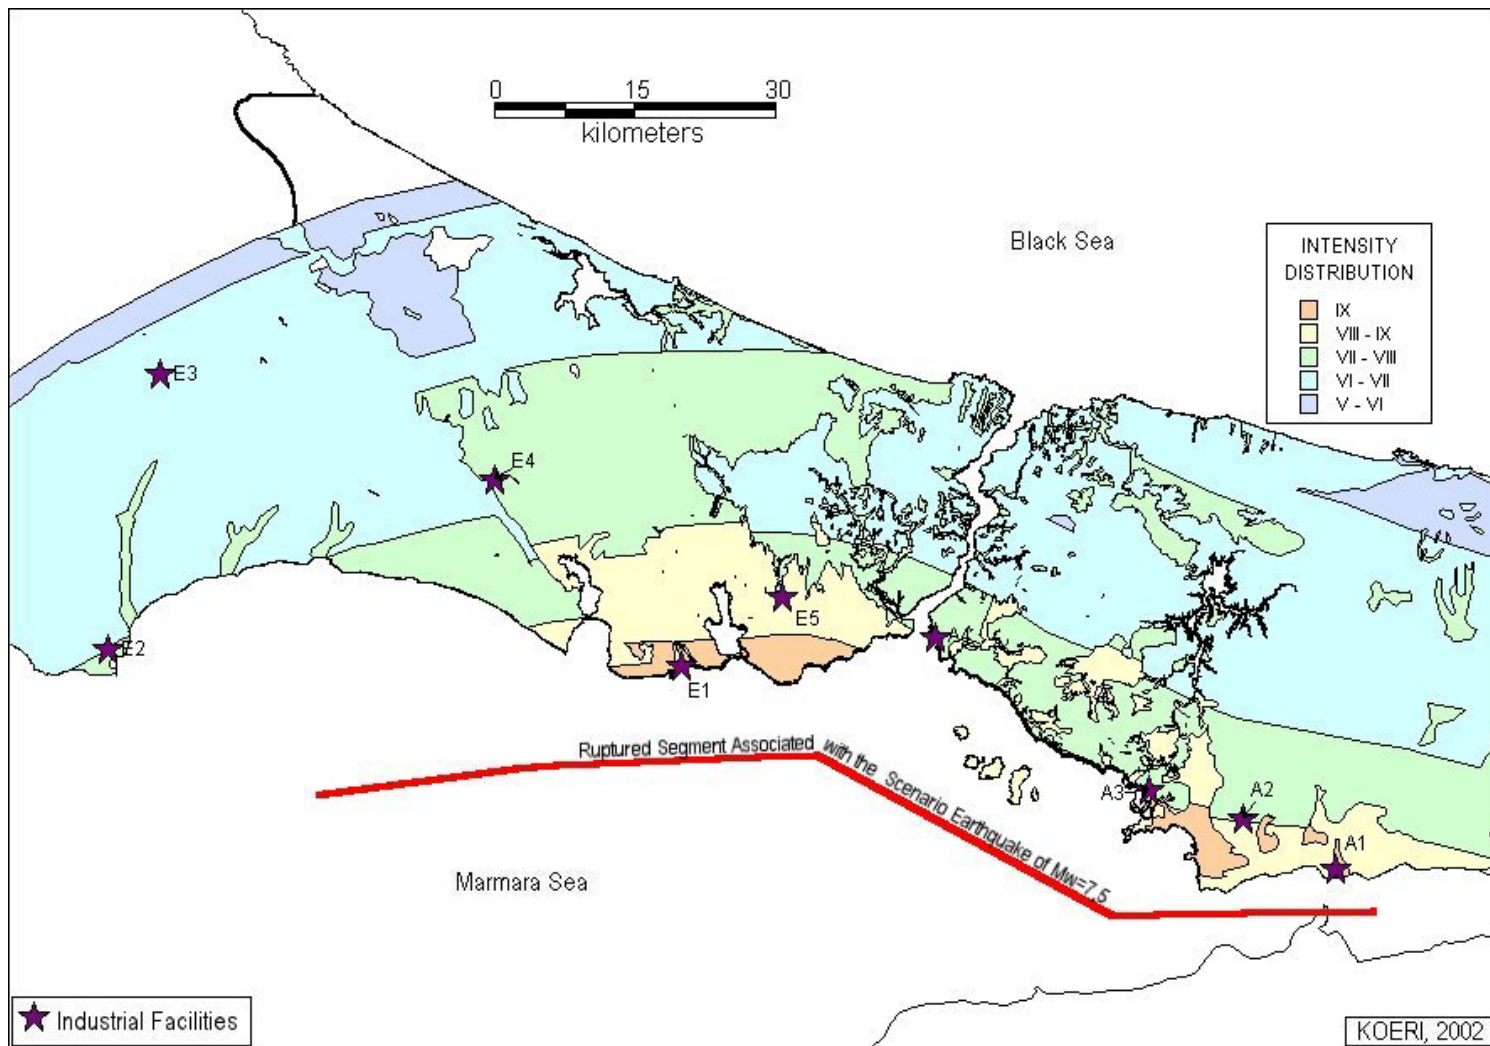 0 15 30
kilometers
Black Sea
INTENSITY
DISTRIBUTION
IX
VIII - IX
VII - VIII
VI - VII
V - VI
E3
E4
E5
E2
E1
Ruptured Segment Associated with the Scenario Earthquake of Mw=7,5
A3
A2
A1
Marmara Sea
Industrial Facilities
KOERI, 2002